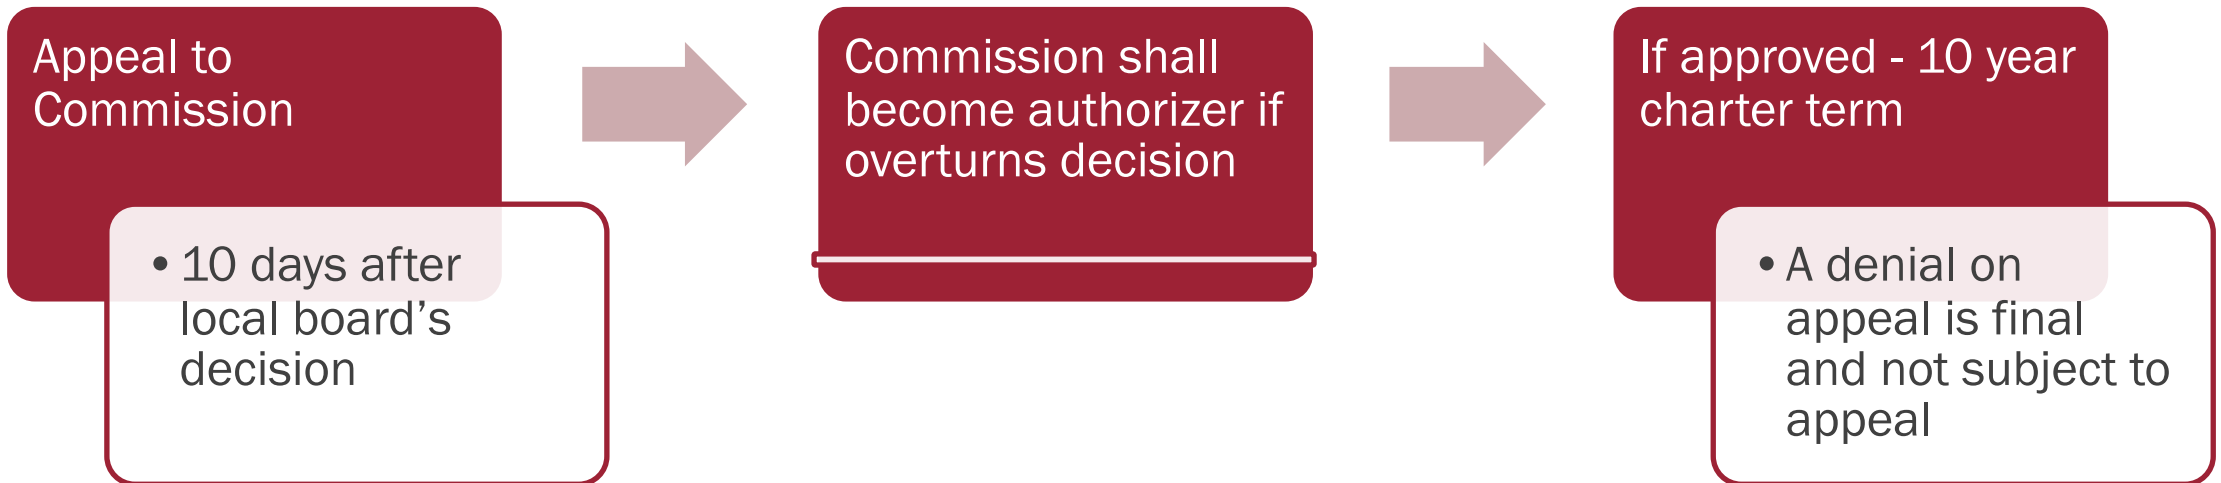 Appeal to
Commission
• 10 days after
local board’s
decision
Commission shall
become authorizer if
overturns decision
If approved - 10 year
charter term
• A denial on
appeal is final
and not subject to
appeal